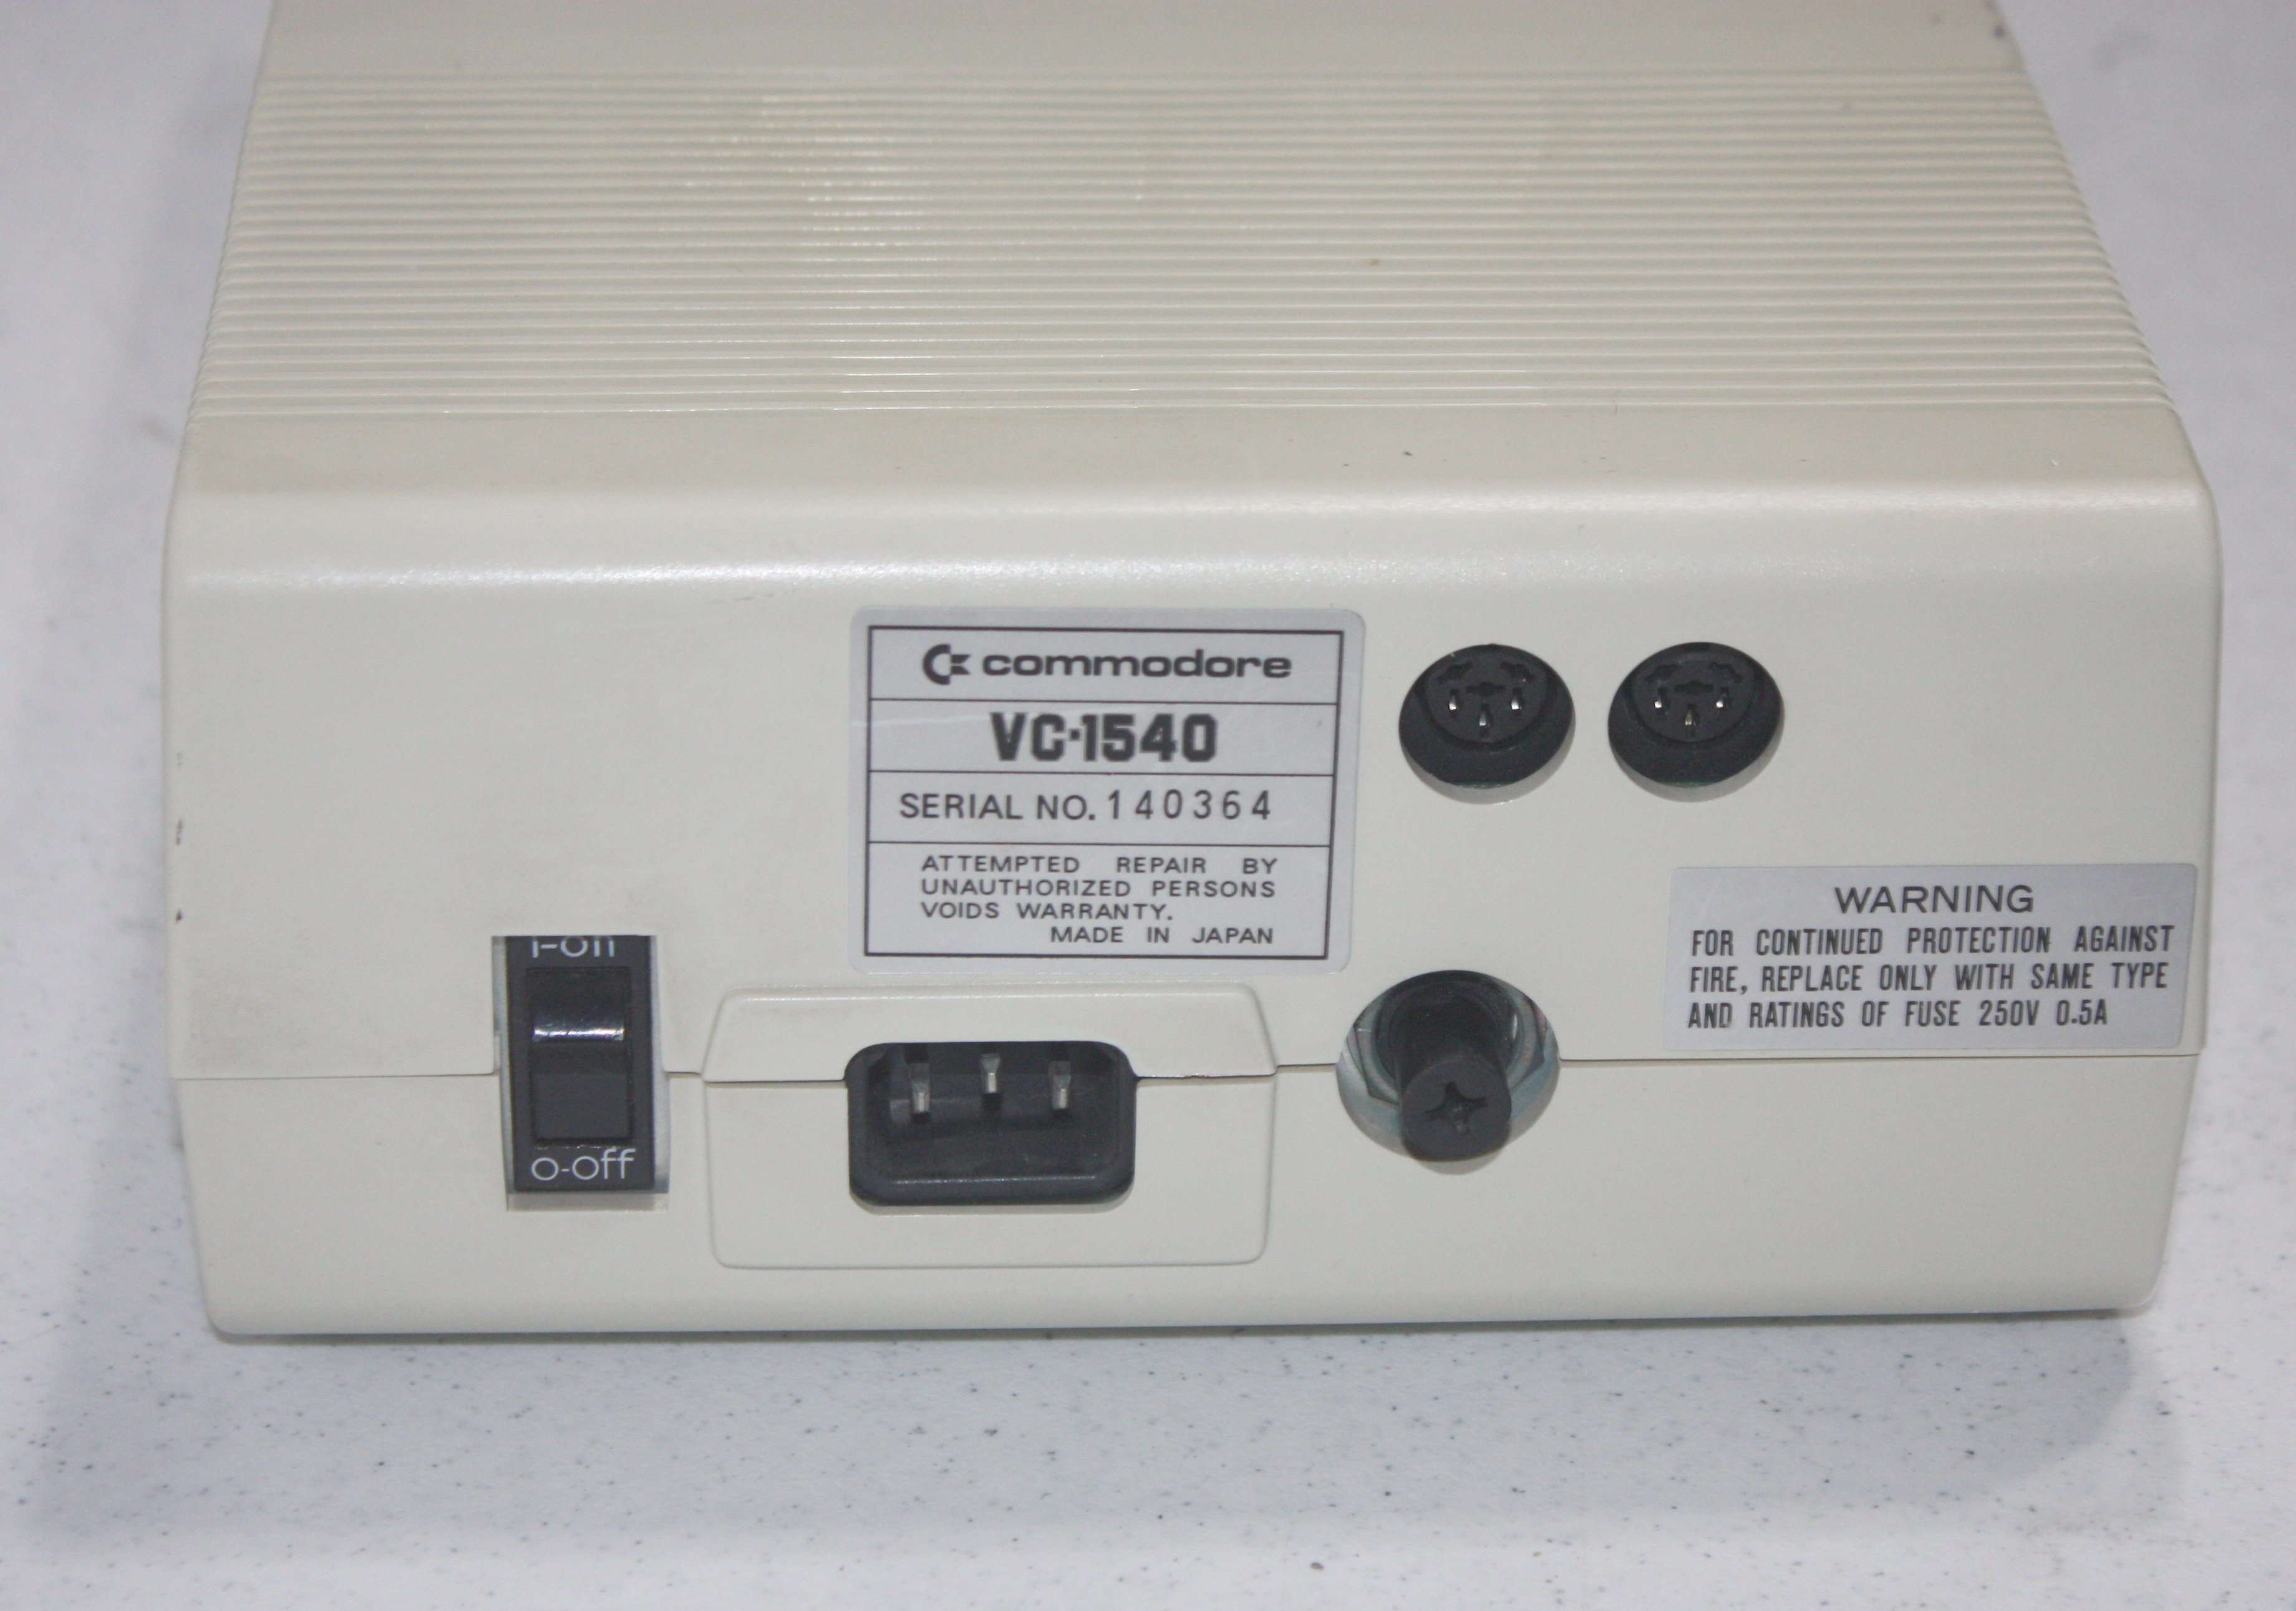 commodore
VC-1540
SERIAL NO. 140364
ATTEMPTED REPAIR BY
UNAUTHORIZED PERSONS
VOIDS WARRANTY.
MADE IN JAPAN
WARNING
FOR CONTINUED PROTECTION AGAINST
FIRE, REPLACE ONLY WITH SAME TYPE
AND RATINGS OF FUSE 250V 0.5A
I-on
O-off